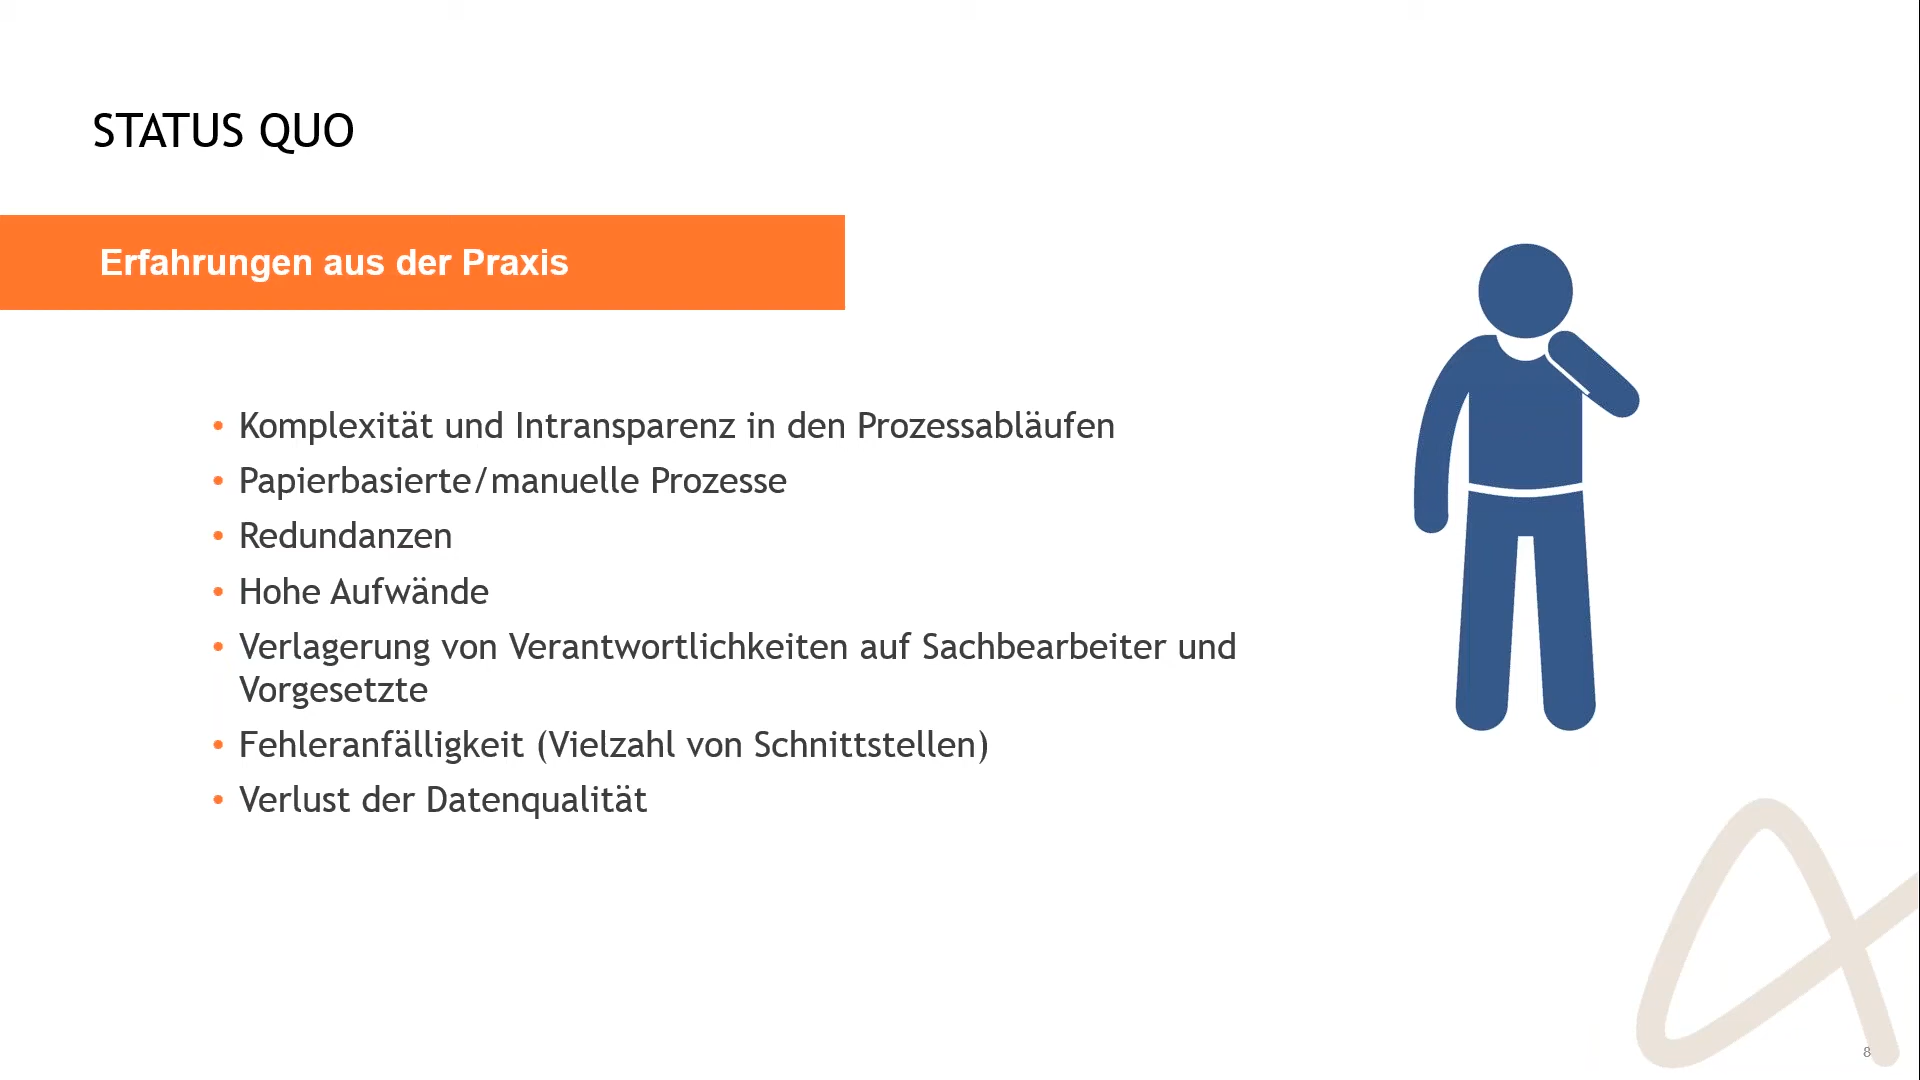 STATUS QUO
Erfahrungen aus der Praxis
• Komplexität und Intransparenz in den Prozessabläufen
• Papierbasierte/manuelle Prozesse
• Redundanzen
• Hohe Aufwände
• Verlagerung von Verantwortlichkeiten auf Sachbearbeiter und
Vorgesetzte
• Fehleranfälligkeit (Vielzahl von Schnittstellen)
• Verlust der Datenqualität
8